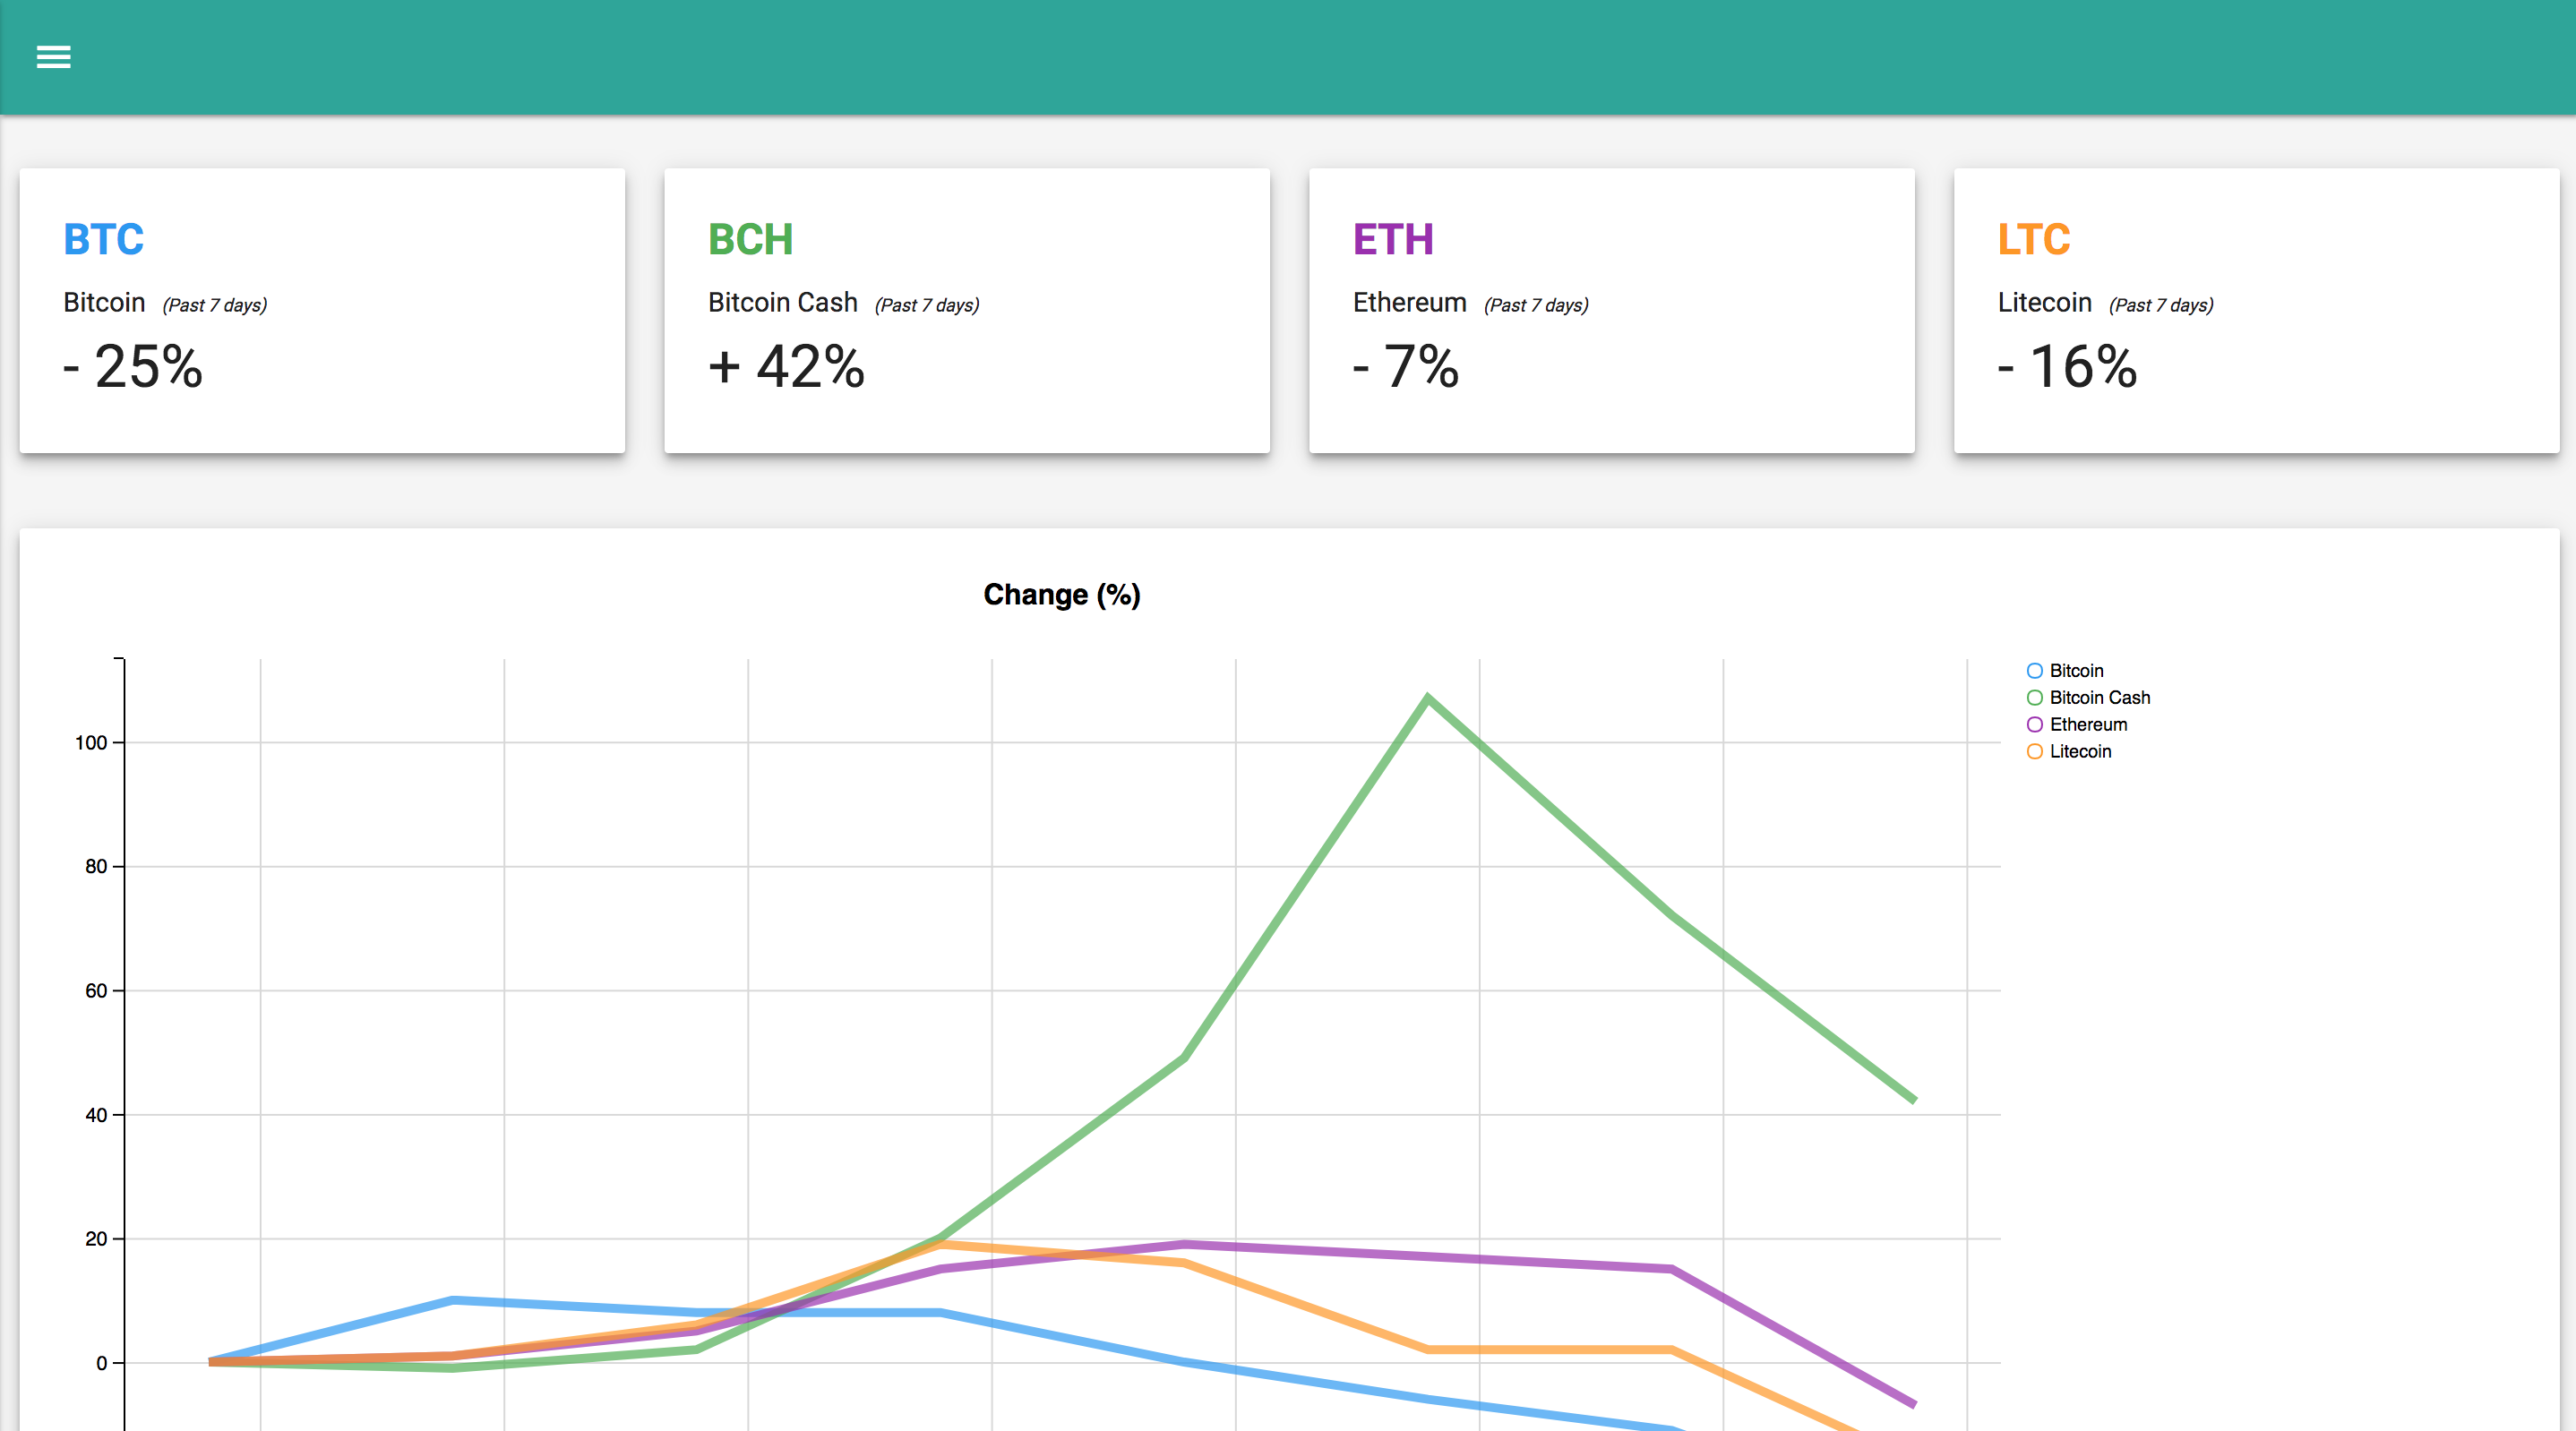 BTC
Bitcoin (Past 7 days)
- 25%
BCH
Bitcoin Cash (Past 7 days)
+ 42%
ETH
Ethereum (Past 7 days)
- 7%
LTC
Litecoin (Past 7 days)
- 16%
Change (%)
100
80
60
40
20
0
Bitcoin
Bitcoin Cash
Ethereum
Litecoin